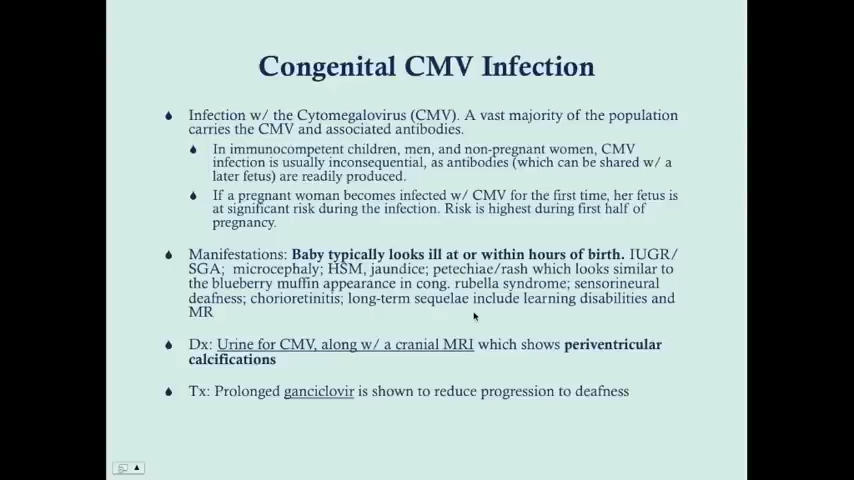 Congenital CMV Infection
Infection w/ the Cytomegalovirus (CMV). A vast majority of the population
carries the CMV and associated antibodies.
In immunocompetent children, men, and non-pregnant women, CMV
infection is usually inconsequential, as antibodies (which can be shared w/ a
later fetus) are readily produced.
If a pregnant woman becomes infected w/ CMV for the first time, her fetus is
at significant risk during the infection. Risk is highest during first half of
pregnancy.
Manifestations: Baby typically looks ill at or within hours of birth. IUGR/
SGA; microcephaly; HSM, jaundice; petechiae/rash which looks similar to
the blueberry muffin appearance in cong. rubella syndrome; sensorineural
deafness; chorioretinitis; long-term sequelae include learning disabilities and
MR
Dx: Urine for CMV, along w/ a cranial MRI which shows periventricular
calcifications
Tx: Prolonged ganciclovir is shown to reduce progression to deafness